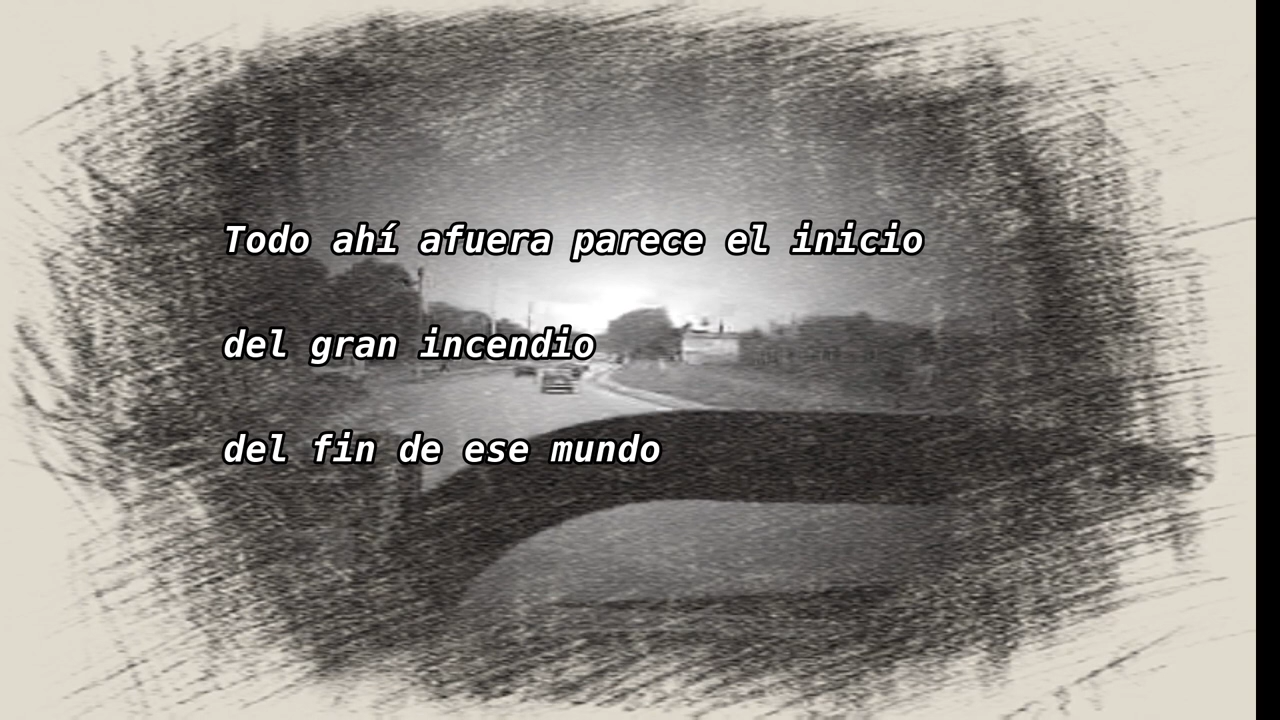 Todo ahí afuera parece el inicio
del gran incendio
del fin de ese mundo